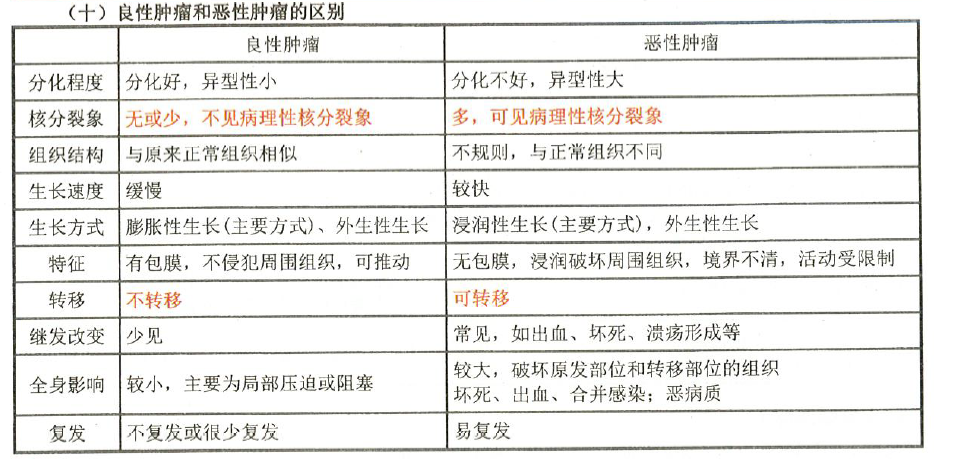 （十）良性肿瘤和恶性肿瘤的区别
良性肿瘤 恶性肿瘤
分化程度 分化好，异型性小 分化不好，异型性大
核分裂象 无或少，不见病理性核分裂象 多，可见病理性核分裂象
组织结构 与原来正常组织相似 不规则，与正常组织不同
生长速度 缓慢 较快
生长方式 膨胀性生长(主要方式)、外生性生长 浸润性生长(主要方式)，外生性生长
特征 有包膜，不侵犯周围组织，可推动 无包膜，浸润破坏周围组织，境界不清，活动受限制
转移 不转移 可转移
继发改变 少见 常见，如出血、坏死、溃疡形成等
全身影响 较小，主要为局部压迫或阻塞 较大，破坏原发部位和转移部位的组织
坏死、出血、合并感染；恶病质
复发 不复发或很少复发 易复发